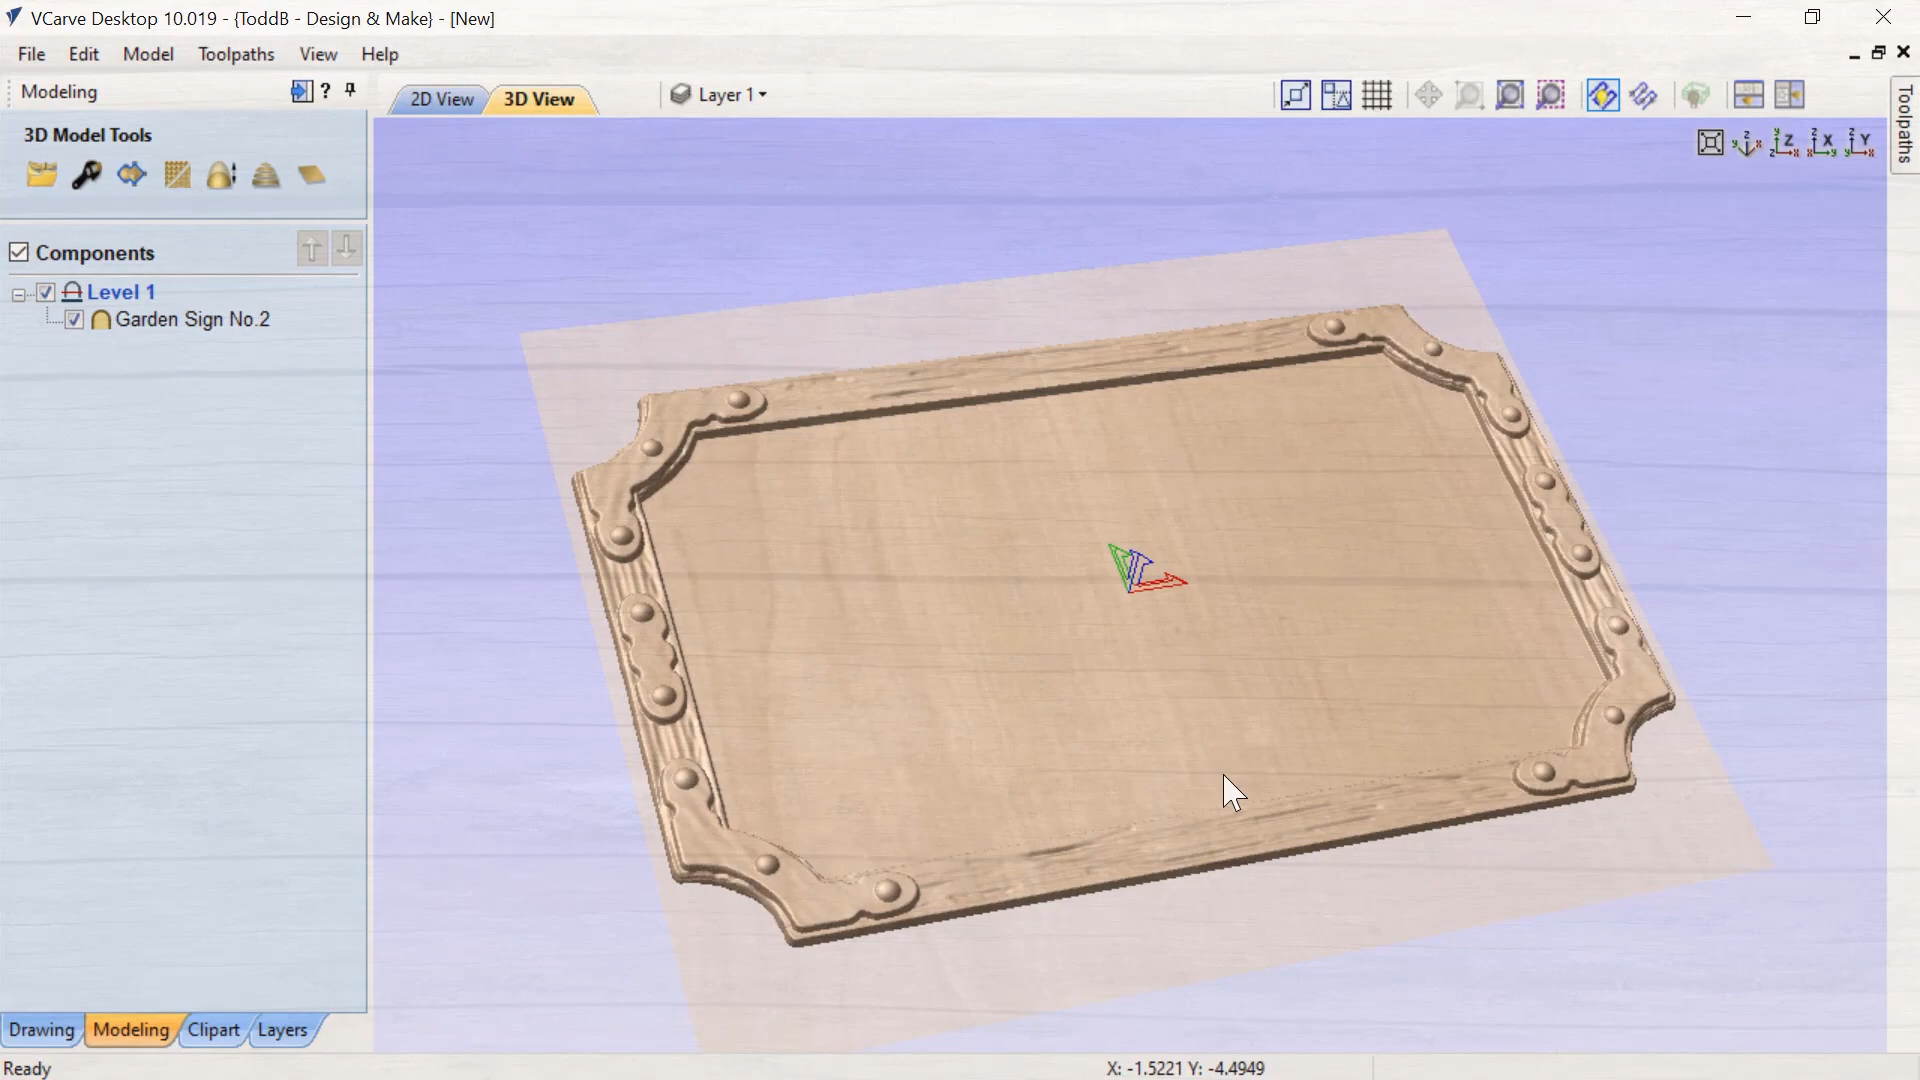 VCarve Desktop 10.019 - {ToddB - Design & Make} - [New]
File Edit Model Toolpaths View Help
Modeling ?
2D View 3D View Layer 1
3D Model Tools
Toolpaths
Components
Level 1
Garden Sign No.2
Drawing Modeling Clipart Layers
Ready X: -1.5221 Y: -4.4949